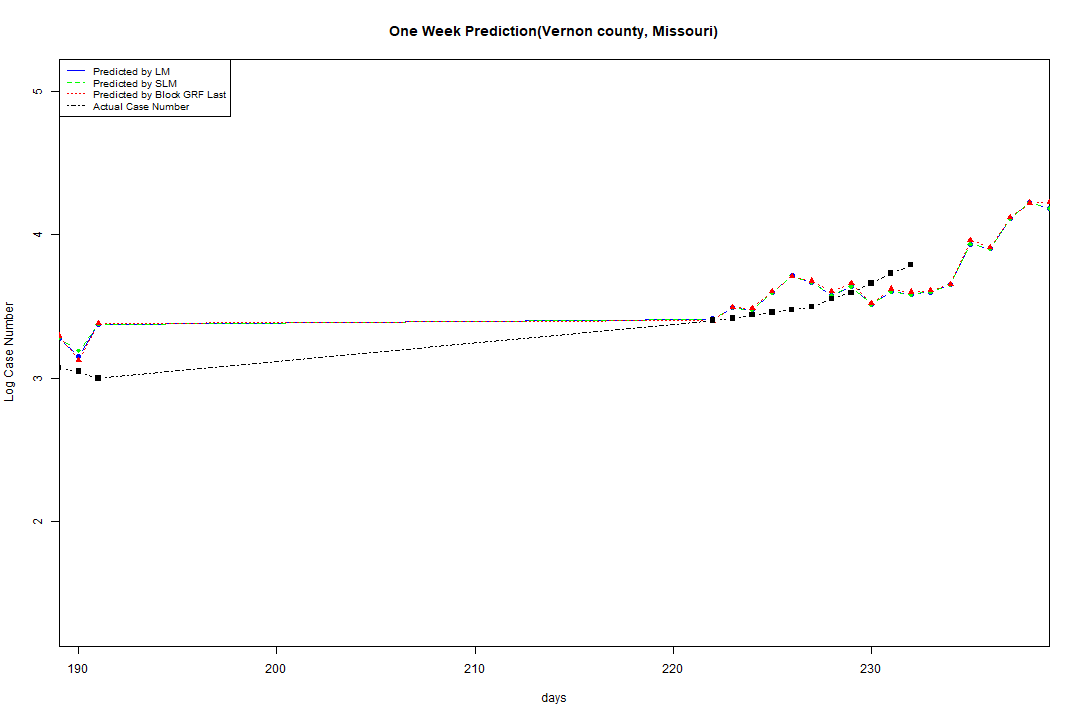 One Week Prediction(Vernon county, Missouri)
Predicted by LM
Predicted by SLM
Predicted by Block GRF Last
Actual Case Number
5
4
3
2
Log Case Number
190 200 210 220 230
days